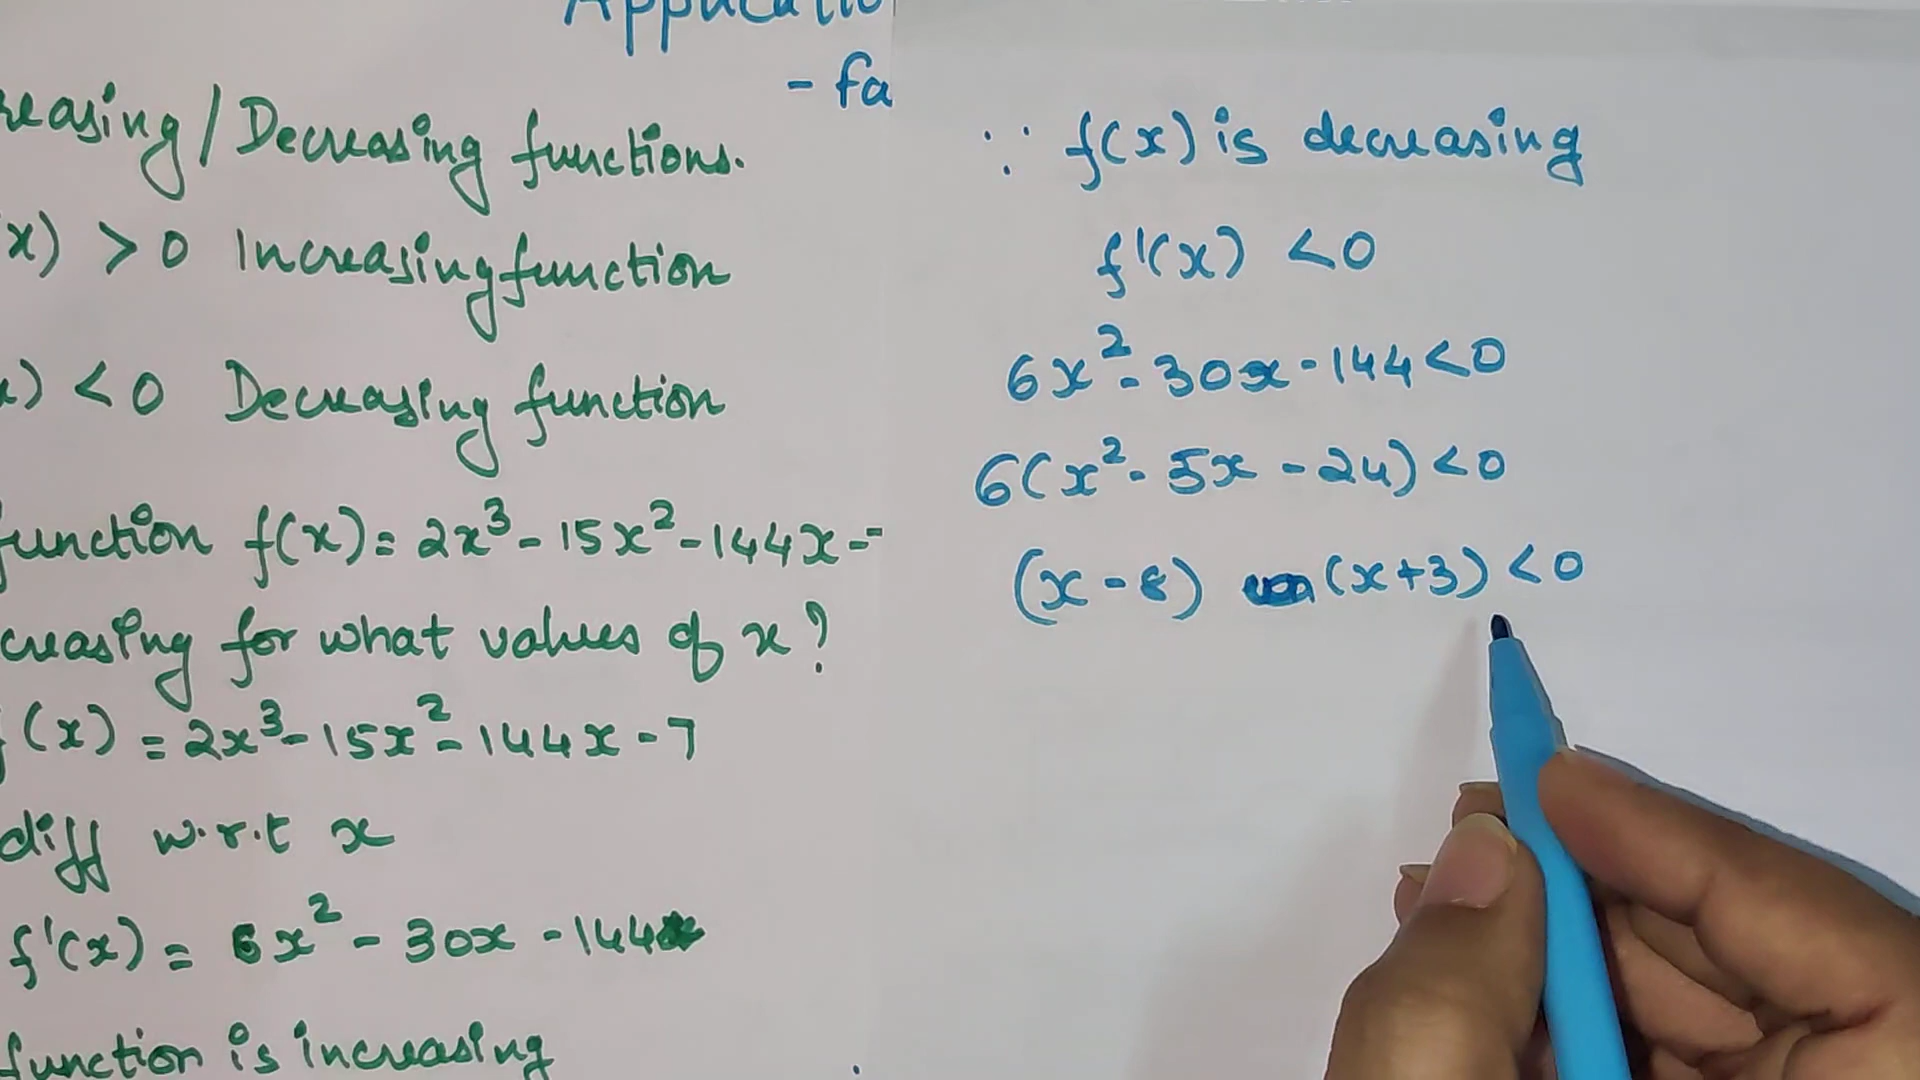 Applicatio
- fa
reasing / Decreasing functions.
x) > 0 Increasing function
x) < 0 Decreasing function
function f(x) = 2x³ - 15x² - 144x -
creasing for what values of x?
(x) = 2x³ - 15x² - 144x - 7
diff w.r.t x
f'(x) = 6x² - 30x - 144
function is increasing
∵ f(x) is decreasing
f'(x) < 0
6x² - 30x - 144 < 0
6(x² - 5x - 24) < 0
(x - 8) (x + 3) < 0